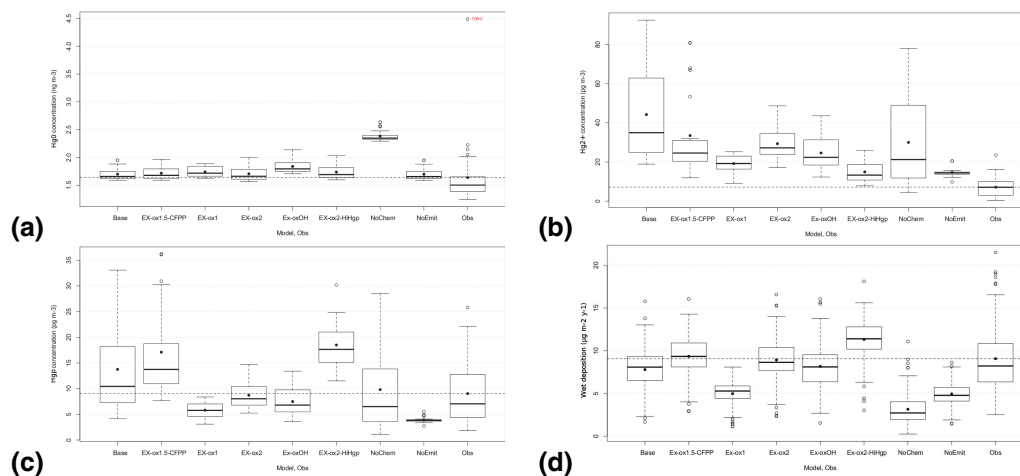 4.5
TORO
4.0
3.5
3.0
2.5
2.0
1.5
Hg0 concentration (ng m-3)
Base EX-ox1.5-CFPP EX-ox1 EX-ox2 Ex-oxOH EX-ox2-HiHgp NoChem NoEmit Obs
Model, Obs
(a)
80
60
40
20
0
Hg2+ concentration (pg m-3)
Base EX-ox1.5-CFPP EX-ox1 EX-ox2 Ex-oxOH EX-ox2-HiHgp NoChem NoEmit Obs
Model, Obs
(b)
35
30
25
20
15
10
5
0
Hgp concentration (pg m-3)
Base EX-ox1.5-CFPP EX-ox1 EX-ox2 Ex-oxOH EX-ox2-HiHgp NoChem NoEmit Obs
Model, Obs
(c)
20
15
10
5
0
Wet deposition (µg m-2 y-1)
Base Ex-ox1.5-CFPP Ex-ox1 Ex-ox2 Ex-oxOH Ex-ox2-HiHgp NoChem NoEmit Obs
Model, Obs
(d)